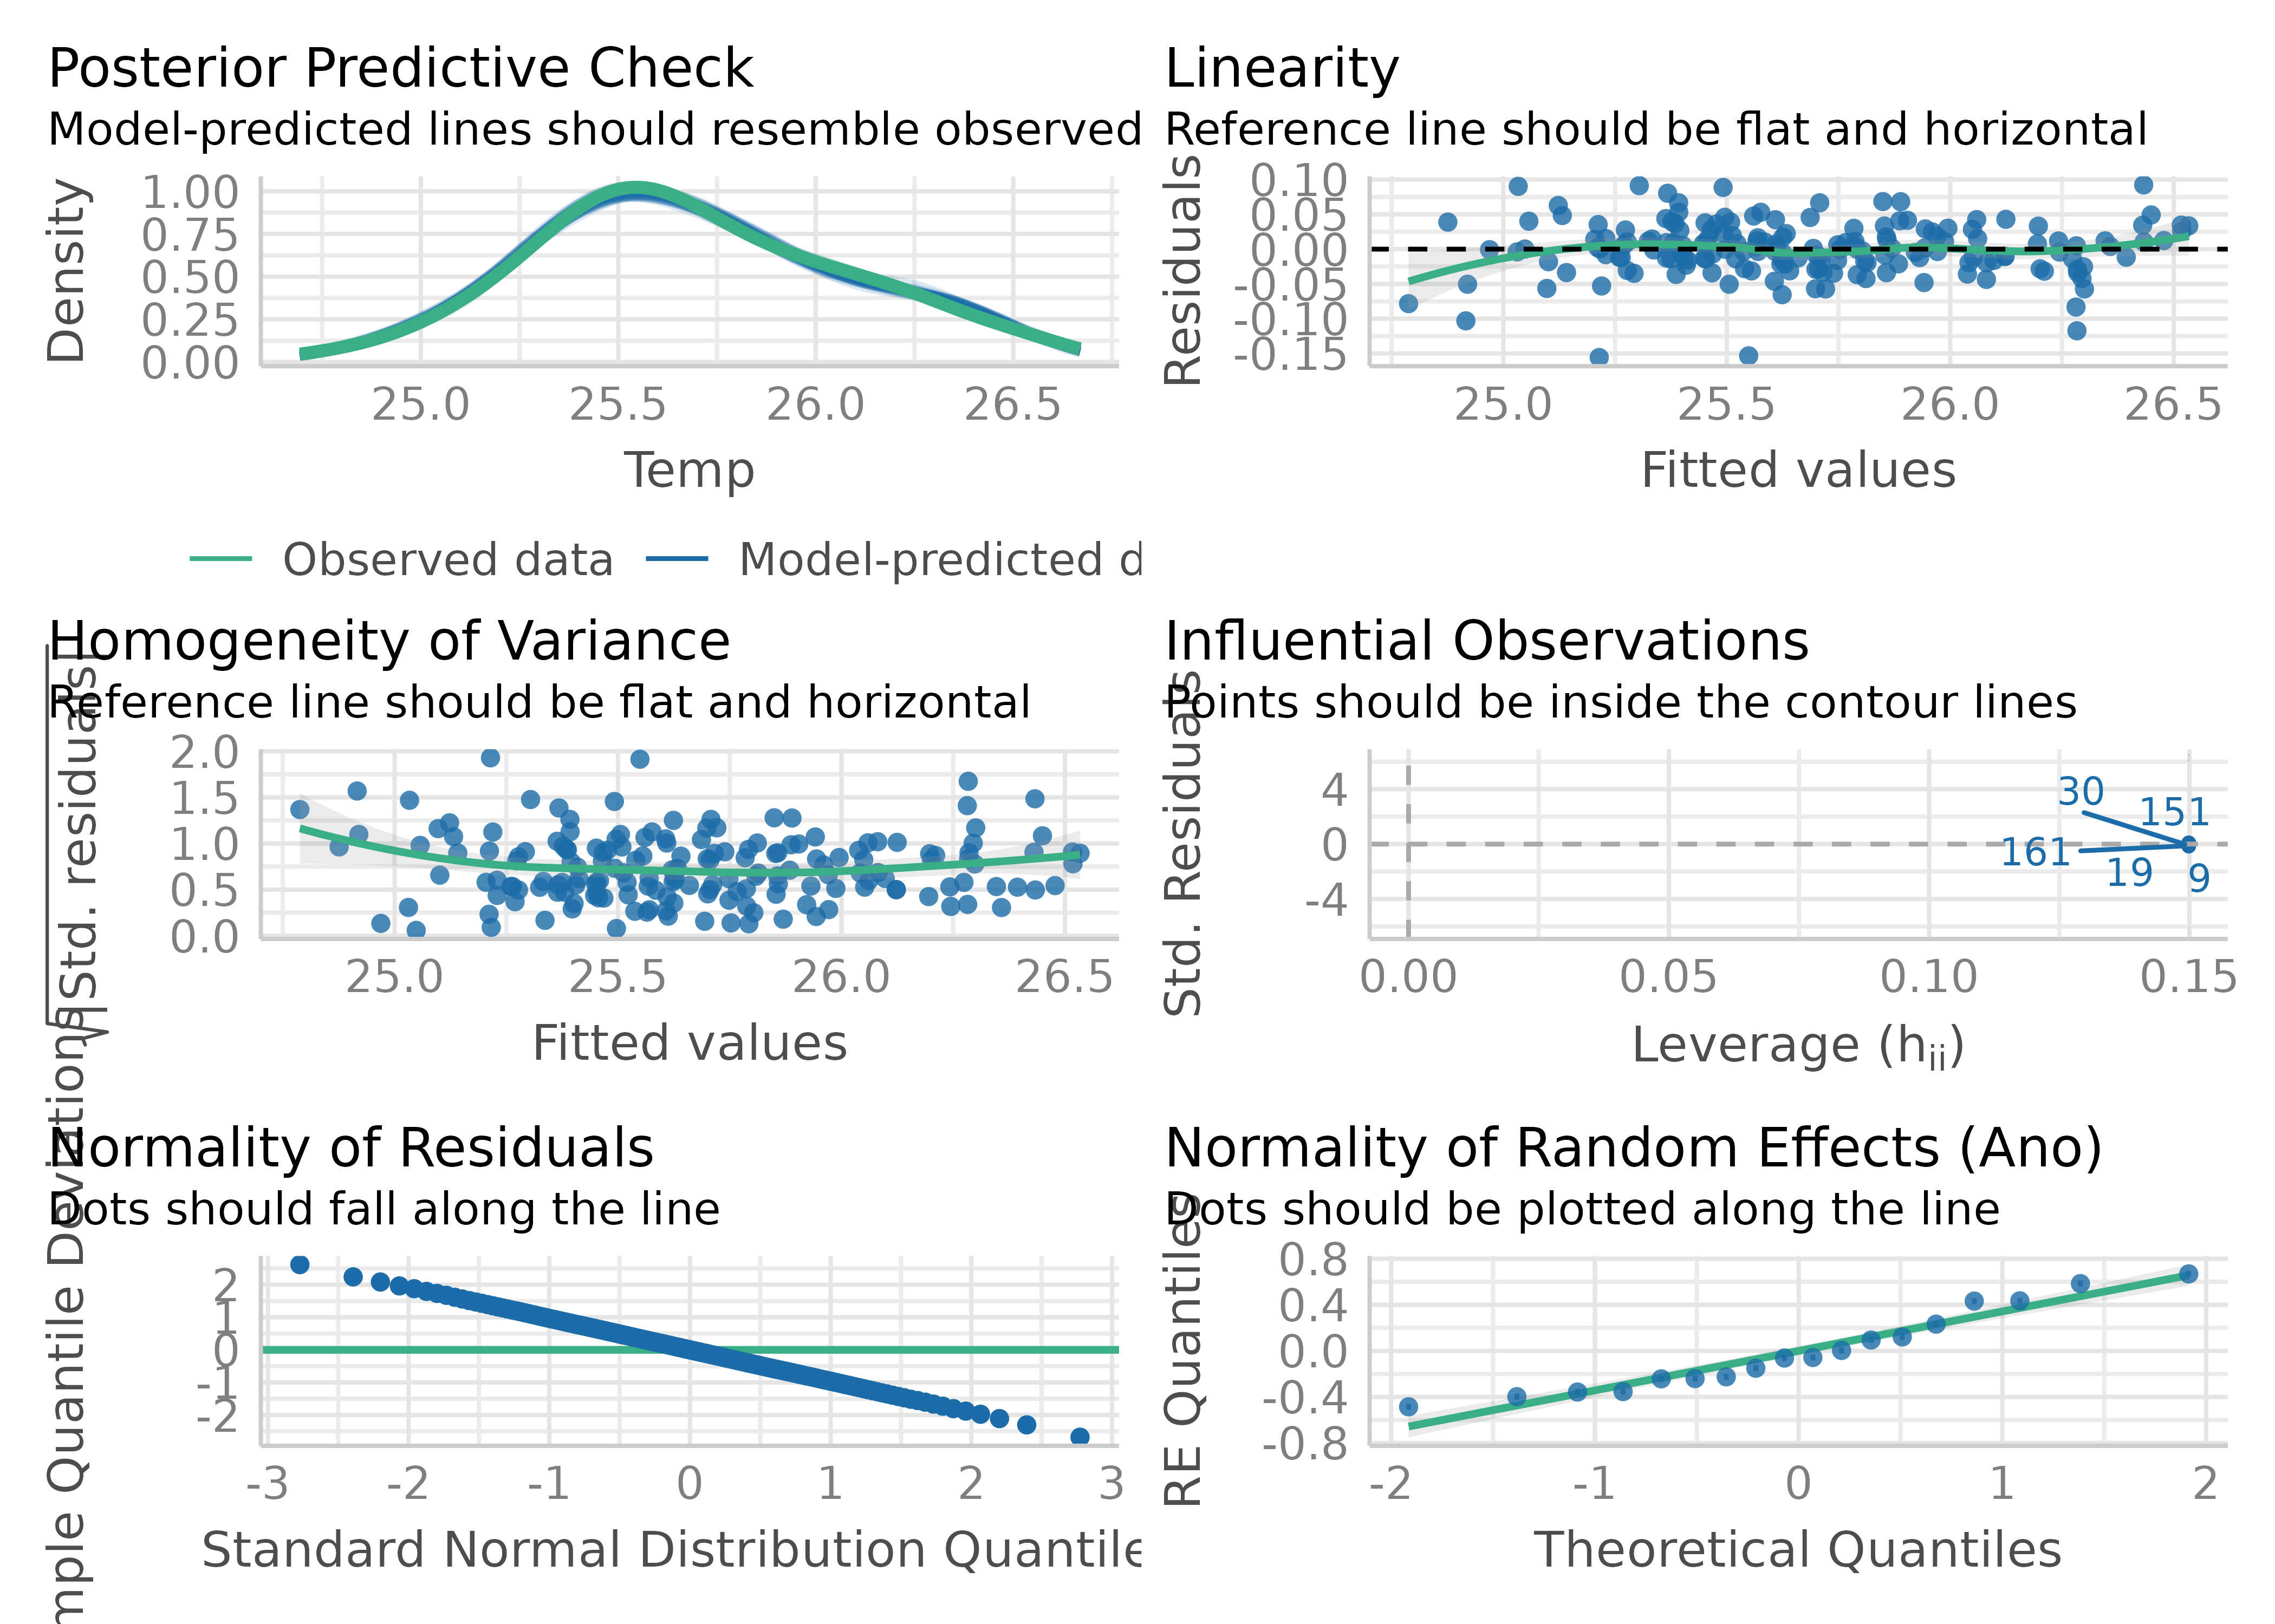 Posterior Predictive Check
Model-predicted lines should resemble observed
Density
1.00
0.75
0.50
0.25
0.00
25.0 25.5 26.0 26.5
Temp
Observed data Model-predicted d
Linearity
Reference line should be flat and horizontal
Residuals
0.10
0.05
0.00
-0.05
-0.10
-0.15
25.0 25.5 26.0 26.5
Fitted values
Homogeneity of Variance
Reference line should be flat and horizontal
√|Std. residuals|
2.0
1.5
1.0
0.5
0.0
25.0 25.5 26.0 26.5
Fitted values
Influential Observations
Points should be inside the contour lines
Std. Residuals
4
0
-4
30
151
161
19
9
0.00 0.05 0.10 0.15
Leverage (hii)
Normality of Residuals
Dots should fall along the line
mple Quantile Deviations
2
1
0
-1
-2
-3 -2 -1 0 1 2 3
Standard Normal Distribution Quantile
Normality of Random Effects (Ano)
Dots should be plotted along the line
RE Quantiles
0.8
0.4
0.0
-0.4
-0.8
-2 -1 0 1 2
Theoretical Quantiles